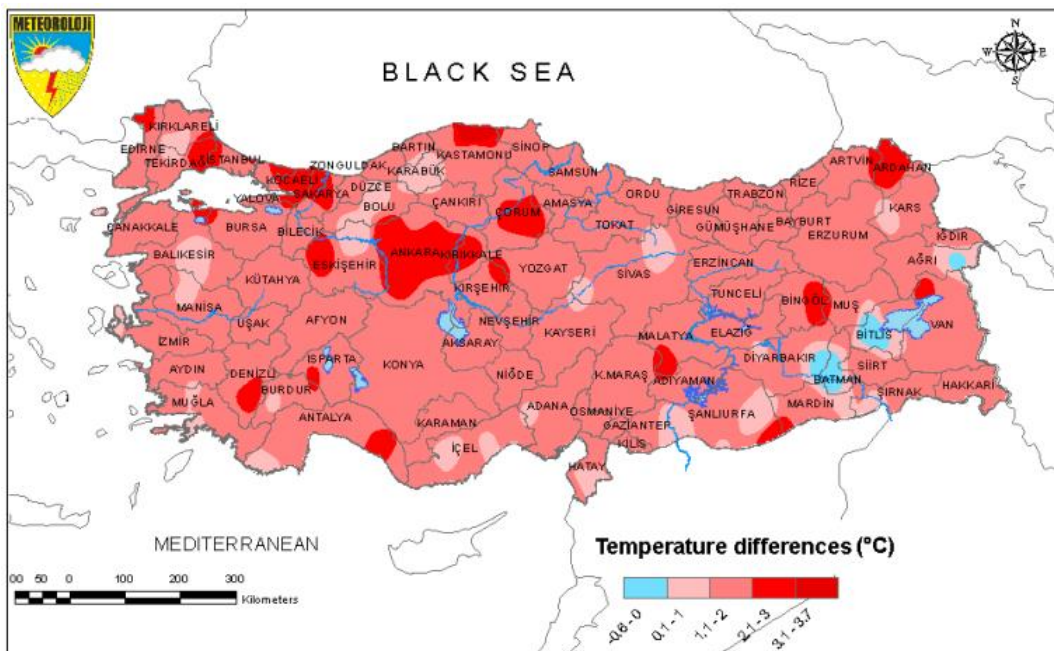 METEOROLOJİ
N
W E
S
BLACK SEA
KIRKLARELİ
EDİRNE
TEKİRDAĞ
İSTANBUL
KOCAELİ
SAKARYA
YALOVA
ZONGULDAK
BARTIN
KASTAMONU
SİNOP
KARABÜK
DÜZCE
BOLU
ÇANKIRI
SAMSUN
AMASYA
ÇORUM
ORDU
TOKAT
GİRESUN
TRABZON
RİZE
ARTVİN
ARDAHAN
KARS
GÜMÜŞHANE
BAYBURT
ERZURUM
IĞDIR
AĞRI
ÇANAKKALE
BURSA
BİLECİK
BALIKESİR
ESKİŞEHİR
ANKARA
KIRIKKALE
YOZGAT
SİVAS
ERZİNCAN
KÜTAHYA
KIRŞEHİR
TUNCELİ
BİNGÖL
MUŞ
BİTLİS
VAN
MANİSA
UŞAK
AFYON
NEVŞEHİR
KAYSERİ
MALATYA
ELAZIĞ
İZMİR
AKSARAY
DİYARBAKIR
BATMAN
SİİRT
AYDIN
DENİZLİ
ISPARTA
BURDUR
KONYA
NİĞDE
K.MARAŞ
ADIYAMAN
ŞIRNAK
HAKKARİ
MUĞLA
ANTALYA
KARAMAN
ADANA
OSMANİYE
GAZİANTEP
ŞANLIURFA
MARDİN
İÇEL
KİLİS
HATAY
MEDITERRANEAN
00 50 0 100 200 300
Kilometers
Temperature differences (°C)
-0.6 - 0
0.1 - 1
1.1 - 2
2.1 - 3
3.1 - 3.7